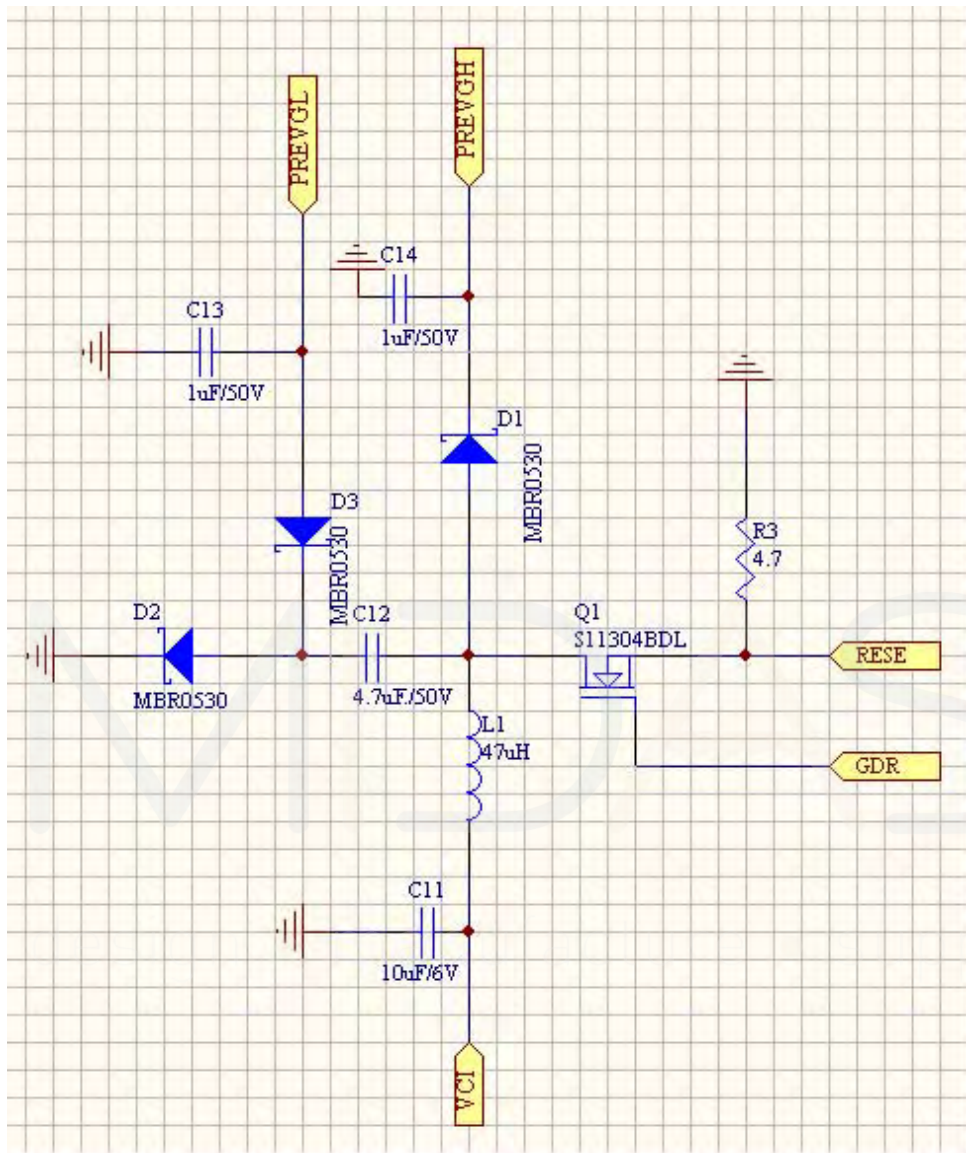 PREVGL
PREVGH
C14
1uF/50V
C13
1uF/50V
D1
MBR0530
D3
MBR0530
R3
4.7
D2
MBR0530
C12
4.7uF/50V
Q1
S11304BDL
RESE
GDR
L1
47uH
C11
10uF/6V
VCI